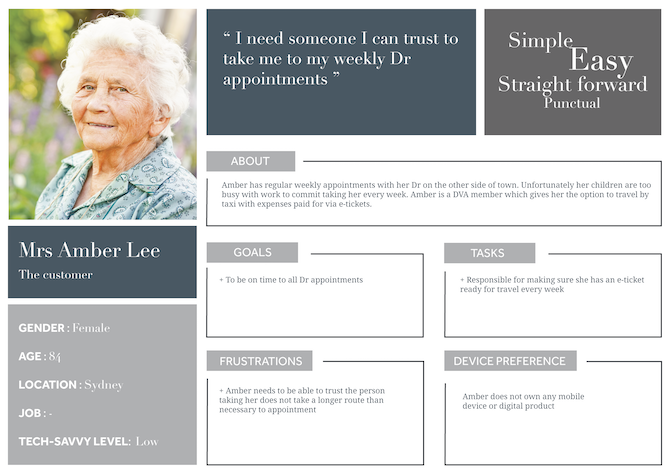 “ I need someone I can trust to
take me to my weekly Dr
appointments ”
Simple
Easy
Straight forward
Punctual
ABOUT
Amber has regular weekly appointments with her Dr on the other side of town. Unfortunately her children are too
busy with work to commit taking her every week. Amber is a DVA member which gives her the option to travel by
taxi with expenses paid for via e-tickets.
Mrs Amber Lee
The customer
GENDER : Female
AGE : 84
LOCATION : Sydney
JOB : -
TECH-SAVVY LEVEL: Low
GOALS
+ To be on time to all Dr appointments
TASKS
+ Responsible for making sure she has an e-ticket
ready for travel every week
FRUSTRATIONS
+ Amber needs to be able to trust the person
taking her does not take a longer route than
necessary to appointment
DEVICE PREFERENCE
Amber does not own any mobile
device or digital product